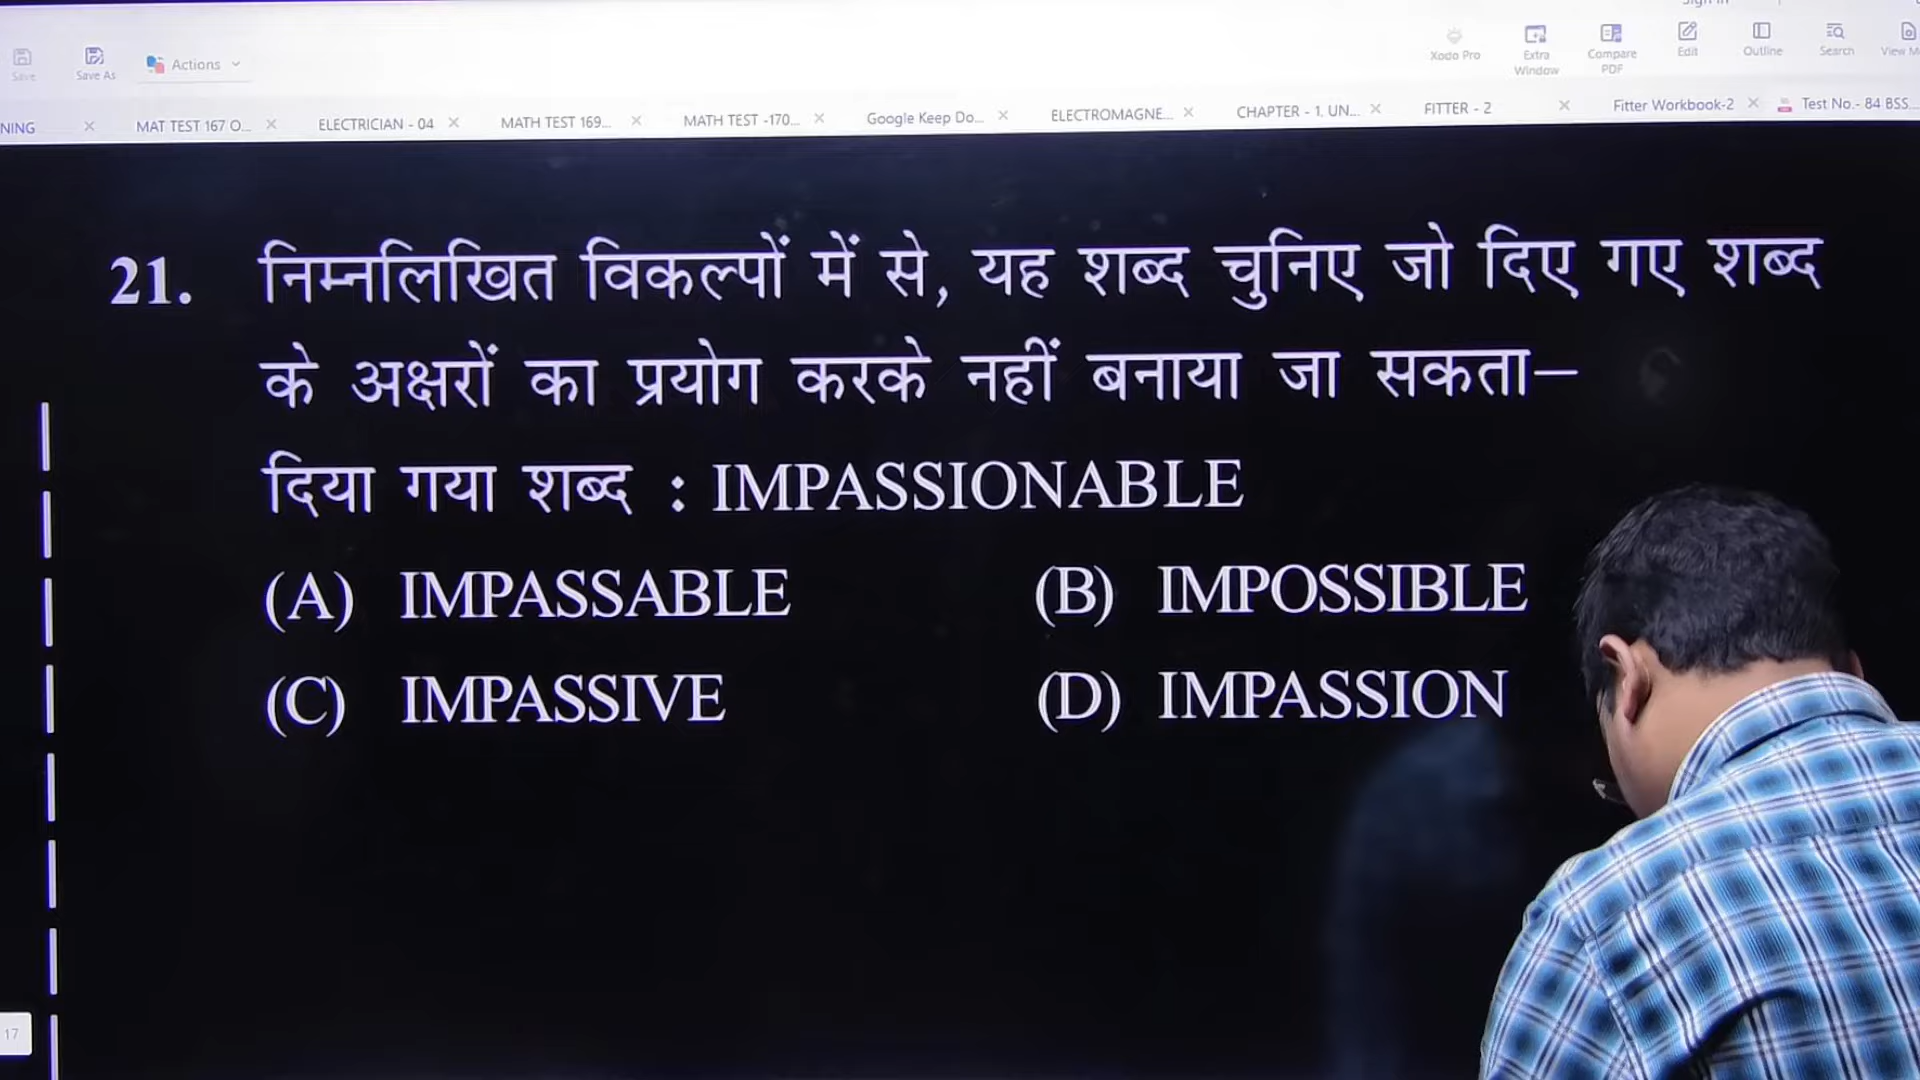 Save
Save As
Actions
Xodo Pro
Extra Window
Compare PDF
Edit
Outline
Search
NING
MAT TEST 167 O...
ELECTRICIAN - 04
MATH TEST 169...
MATH TEST -170...
Google Keep Do...
ELECTROMAGNE...
CHAPTER - 1. UN...
FITTER - 2
Fitter Workbook-2
Test No.- 84 BSS...
21. निम्नलिखित विकल्पों में से, यह शब्द चुनिए जो दिए गए शब्द
के अक्षरों का प्रयोग करके नहीं बनाया जा सकता–
दिया गया शब्द : IMPASSIONABLE
(A) IMPASSABLE (B) IMPOSSIBLE
(C) IMPASSIVE (D) IMPASSION
17